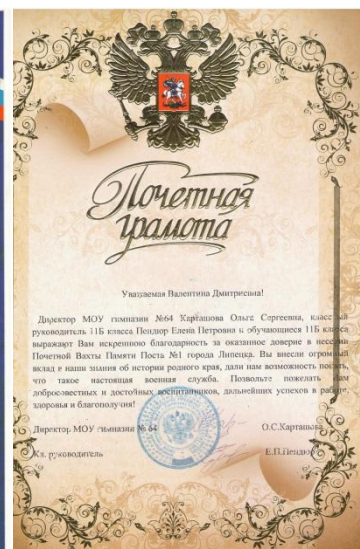 Почетная
грамота
Уважаемая Валентина Дмитриевна!
Директор МОУ гимназии №64 Карташова Ольга Сергеевна, классный
руководитель 11Б класса Пендюр Елена Петровна и обучающиеся 11Б класса
выражают Вам искреннюю благодарность за оказанное доверие в несении
Почетной Вахты Памяти Поста №1 города Липецка. Вы внесли огромный
вклад в наши знания об истории родного края, дали нам возможность понять,
что такое настоящая военная служба. Позвольте пожелать Вам
добросовестных и достойных воспитанников, дальнейших успехов в работе,
здоровья и благополучия!
Директор МОУ гимназии № 64 О.С.Карташова
Кл. руководитель Е.П.Пендюр